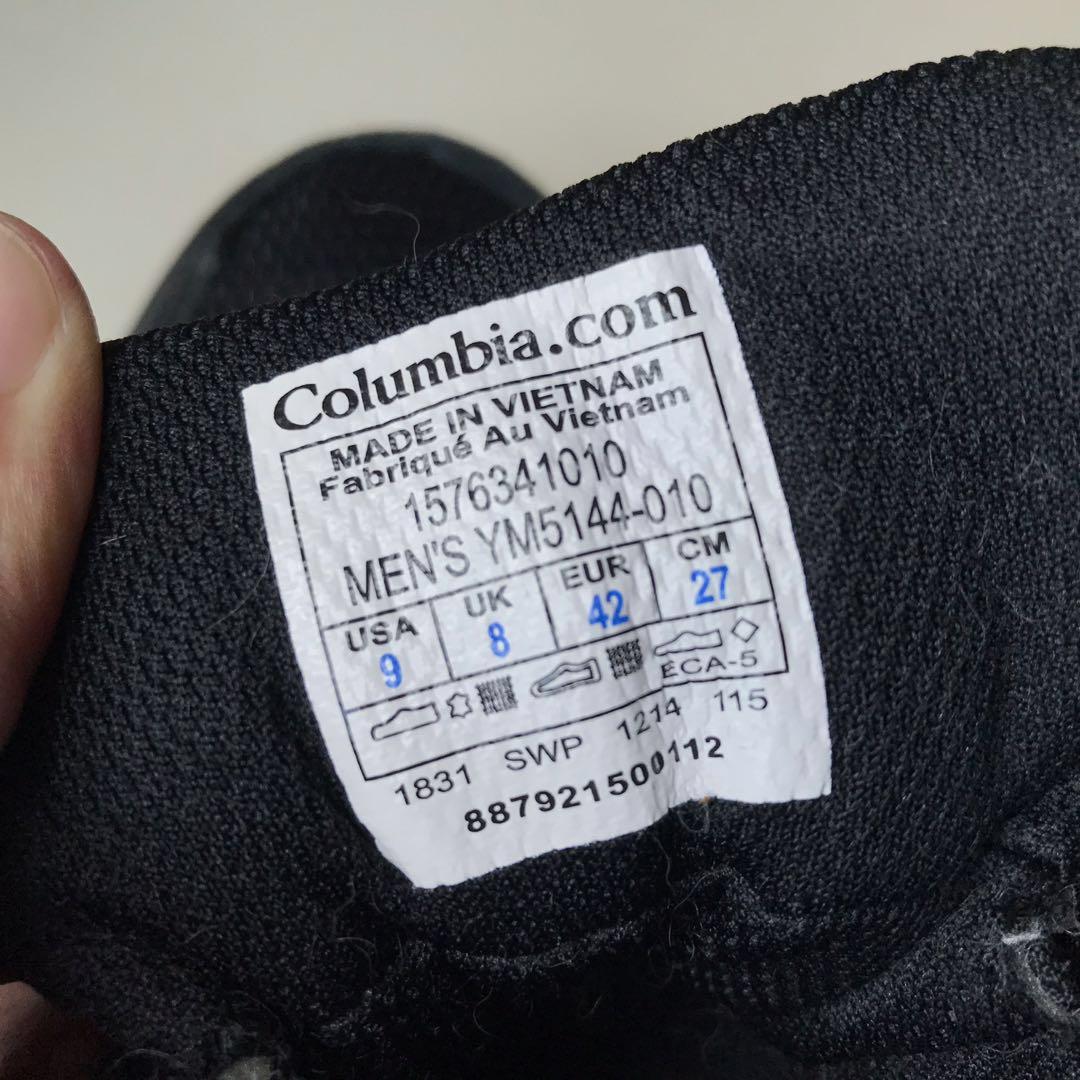 Columbia.com
MADE IN VIETNAM
Fabriqué Au Vietnam
1576341010
MEN'S YM5144-010
USA UK EUR CM
9 8 42 27
ECA-5
1831 SWP 1214 115
887921500112